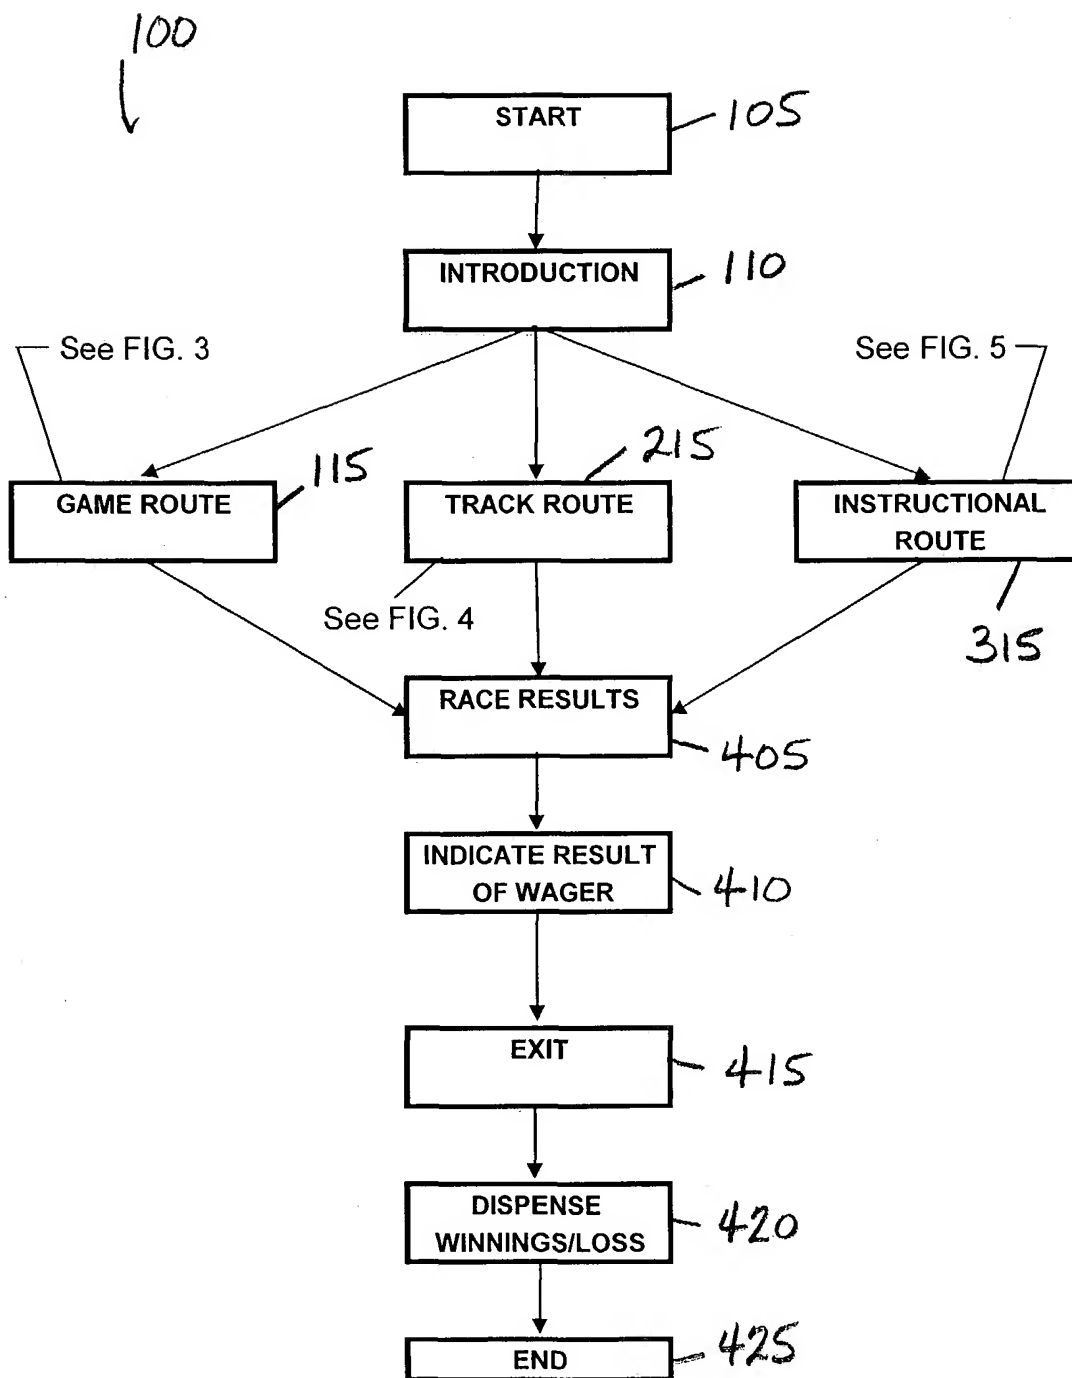 100
START
105
INTRODUCTION
110
See FIG. 3
See FIG. 5
GAME ROUTE
115
TRACK ROUTE
215
INSTRUCTIONAL
ROUTE
315
See FIG. 4
RACE RESULTS
405
INDICATE RESULT
OF WAGER
410
EXIT
415
DISPENSE
WINNINGS/LOSS
420
END
425